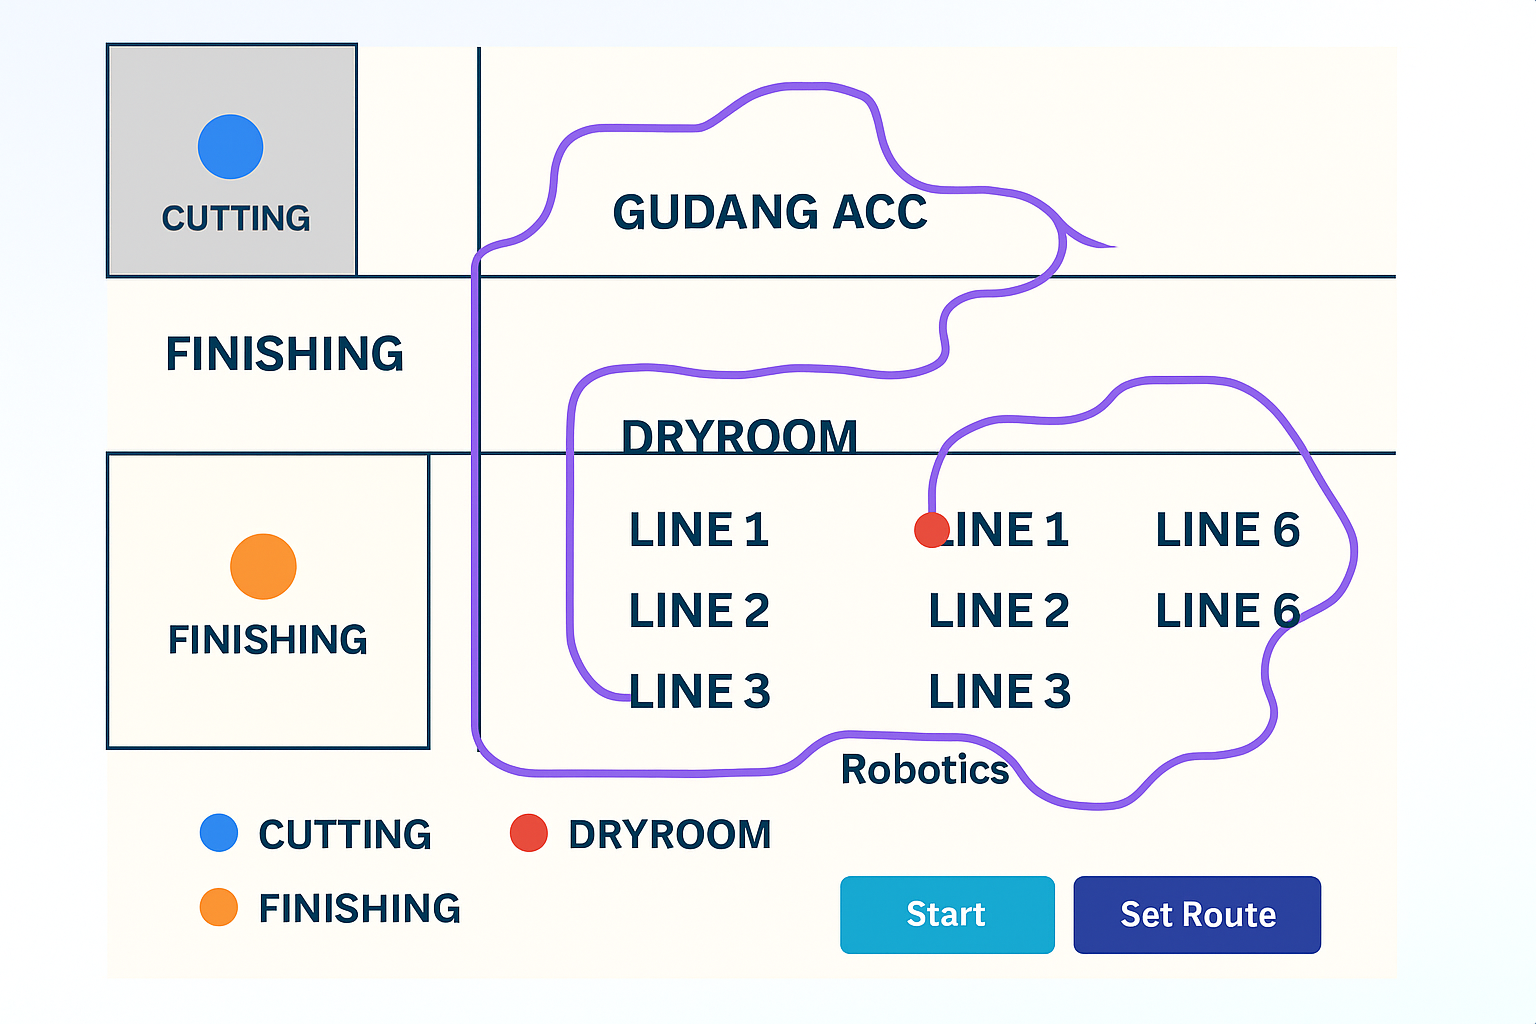 CUTTING
GUDANG ACC
FINISHING
DRYROOM
LINE 1
LINE 1
LINE 6
LINE 2
LINE 2
LINE 6
LINE 3
LINE 3
Robotics
FINISHING
CUTTING
DRYROOM
FINISHING
Start
Set Route